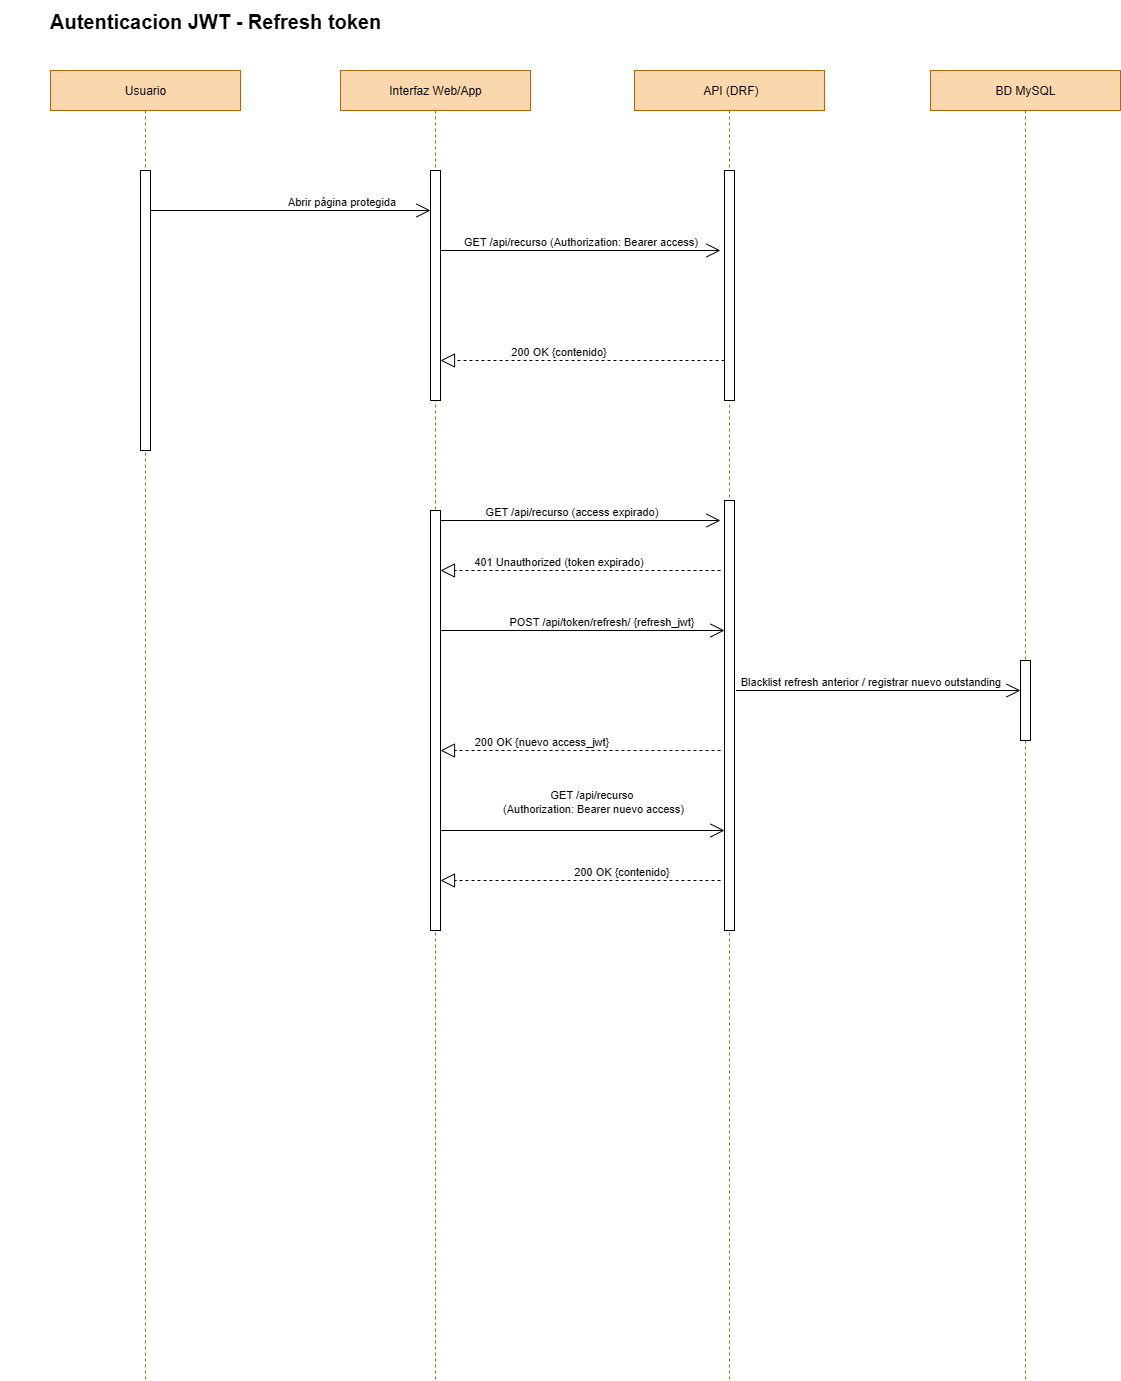 Autenticacion JWT - Refresh token
Usuario
Interfaz Web/App
API (DRF)
BD MySQL
Abrir página protegida
GET /api/recurso (Authorization: Bearer access)
200 OK {contenido}
GET /api/recurso (access expirado)
401 Unauthorized (token expirado)
POST /api/token/refresh/ {refresh_jwt}
Blacklist refresh anterior / registrar nuevo outstanding
200 OK {nuevo access_jwt}
GET /api/recurso
(Authorization: Bearer nuevo access)
200 OK {contenido}